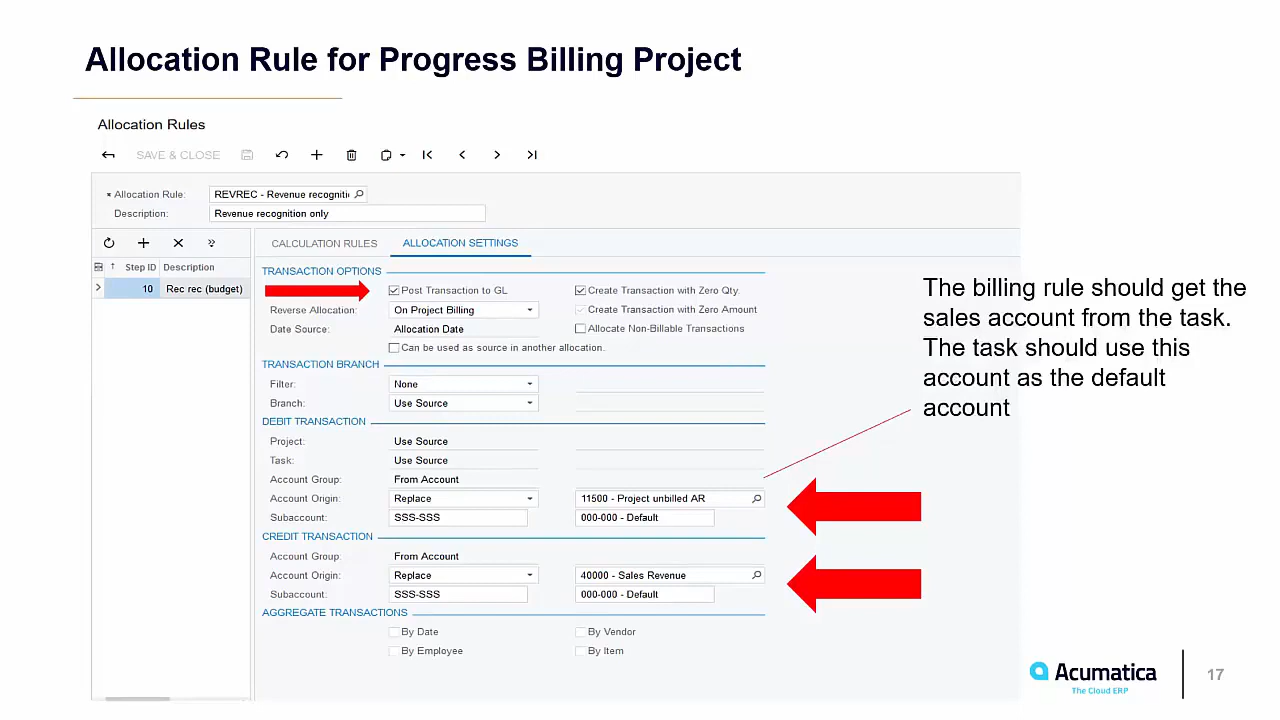 Allocation Rule for Progress Billing Project
Allocation Rules
SAVE & CLOSE
* Allocation Rule: REVREC - Revenue recogniti
Description: Revenue recognition only
CALCULATION RULES ALLOCATION SETTINGS
Step ID Description
10 Rec rec (budget)
TRANSACTION OPTIONS
Post Transaction to GL Create Transaction with Zero Qty.
Reverse Allocation: On Project Billing Create Transaction with Zero Amount
Date Source: Allocation Date Allocate Non-Billable Transactions
Can be used as source in another allocation.
TRANSACTION BRANCH
Filter: None
Branch: Use Source
DEBIT TRANSACTION
Project: Use Source
Task: Use Source
Account Group: From Account
Account Origin: Replace 11500 - Project unbilled AR
Subaccount: SSS-SSS 000-000 - Default
CREDIT TRANSACTION
Account Group: From Account
Account Origin: Replace 40000 - Sales Revenue
Subaccount: SSS-SSS 000-000 - Default
AGGREGATE TRANSACTIONS
By Date By Vendor
By Employee By Item
The billing rule should get the
sales account from the task.
The task should use this
account as the default
account
Acumatica
The Cloud ERP
17